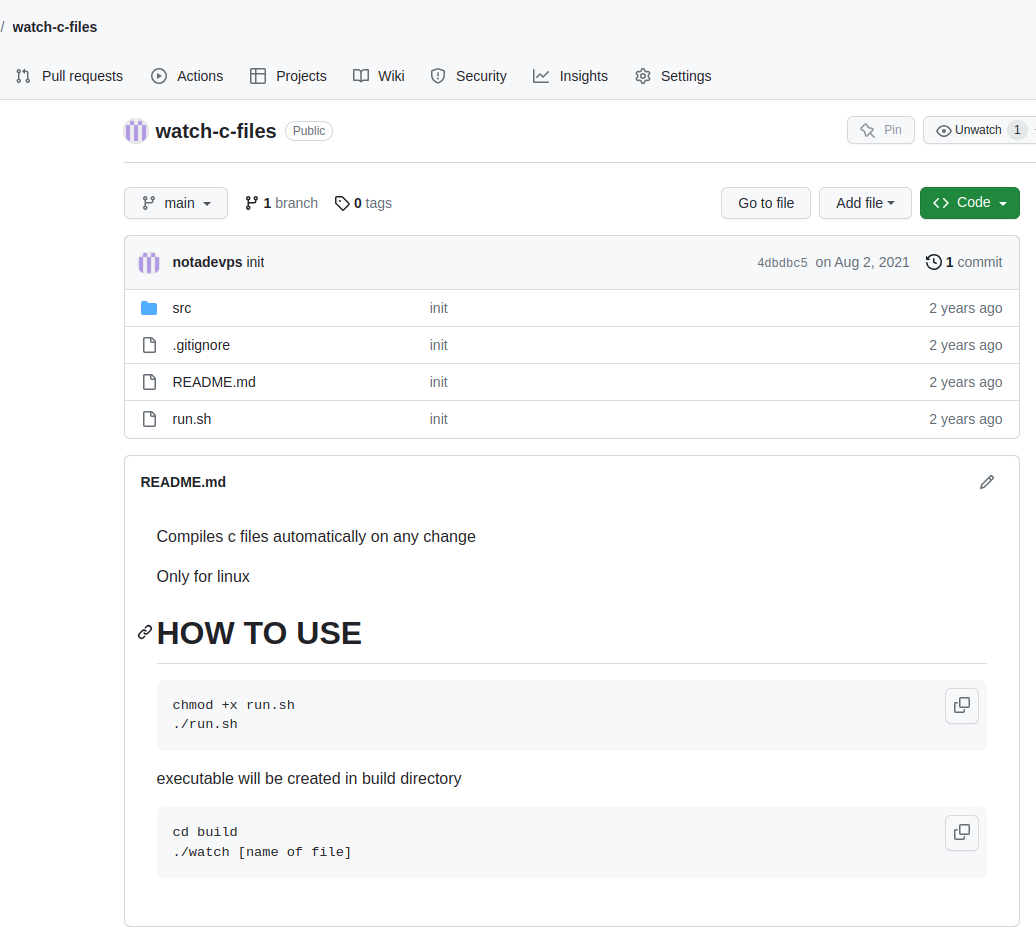 / watch-c-files
Pull requests Actions Projects Wiki Security Insights Settings
watch-c-files Public Pin Unwatch 1
main 1 branch 0 tags Go to file Add file Code
notadevps init 4dbdbc5 on Aug 2, 2021 1 commit
src init 2 years ago
.gitignore init 2 years ago
README.md init 2 years ago
run.sh init 2 years ago
README.md
Compiles c files automatically on any change
Only for linux
HOW TO USE
chmod +x run.sh
./run.sh
executable will be created in build directory
cd build
./watch [name of file]